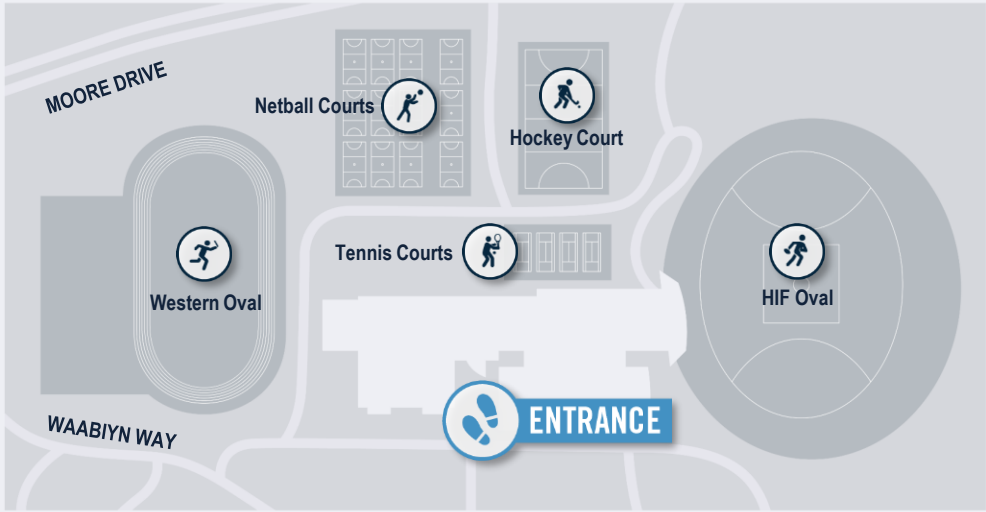 MOORE DRIVE
Netball Courts
Hockey Court
Tennis Courts
Western Oval
HIF Oval
WAABIYN WAY
ENTRANCE